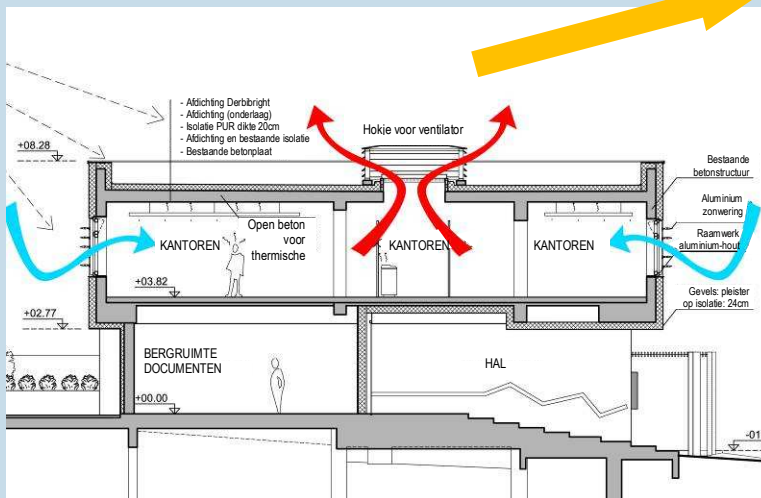 - Afdichting Derbibright
- Afdichting (onderlaag)
- Isolatie PUR dikte 20cm
- Afdichting en bestaande isolatie
- Bestaande betonplaat
Hokje voor ventilator
+08.28
Bestaande
betonstructuur
Aluminium
zonwering
Raamwerk
aluminium-hout
Open beton
voor
thermische
KANTOREN
KANTOREN
KANTOREN
+03.82
Gevels: pleister
op isolatie: 24cm
+02.77
BERGRUIMTE
DOCUMENTEN
HAL
+00.00
-01